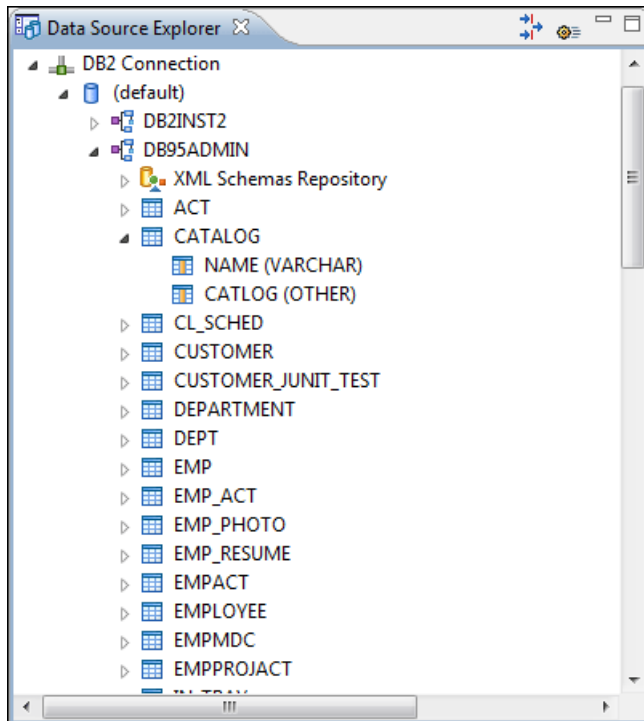 Data Source Explorer
DB2 Connection
(default)
DB2INST2
DB95ADMIN
XML Schemas Repository
ACT
CATALOG
NAME (VARCHAR)
CATLOG (OTHER)
CL_SCHED
CUSTOMER
CUSTOMER_JUNIT_TEST
DEPARTMENT
DEPT
EMP
EMP_ACT
EMP_PHOTO
EMP_RESUME
EMPACT
EMPLOYEE
EMPMDC
EMPPROJACT